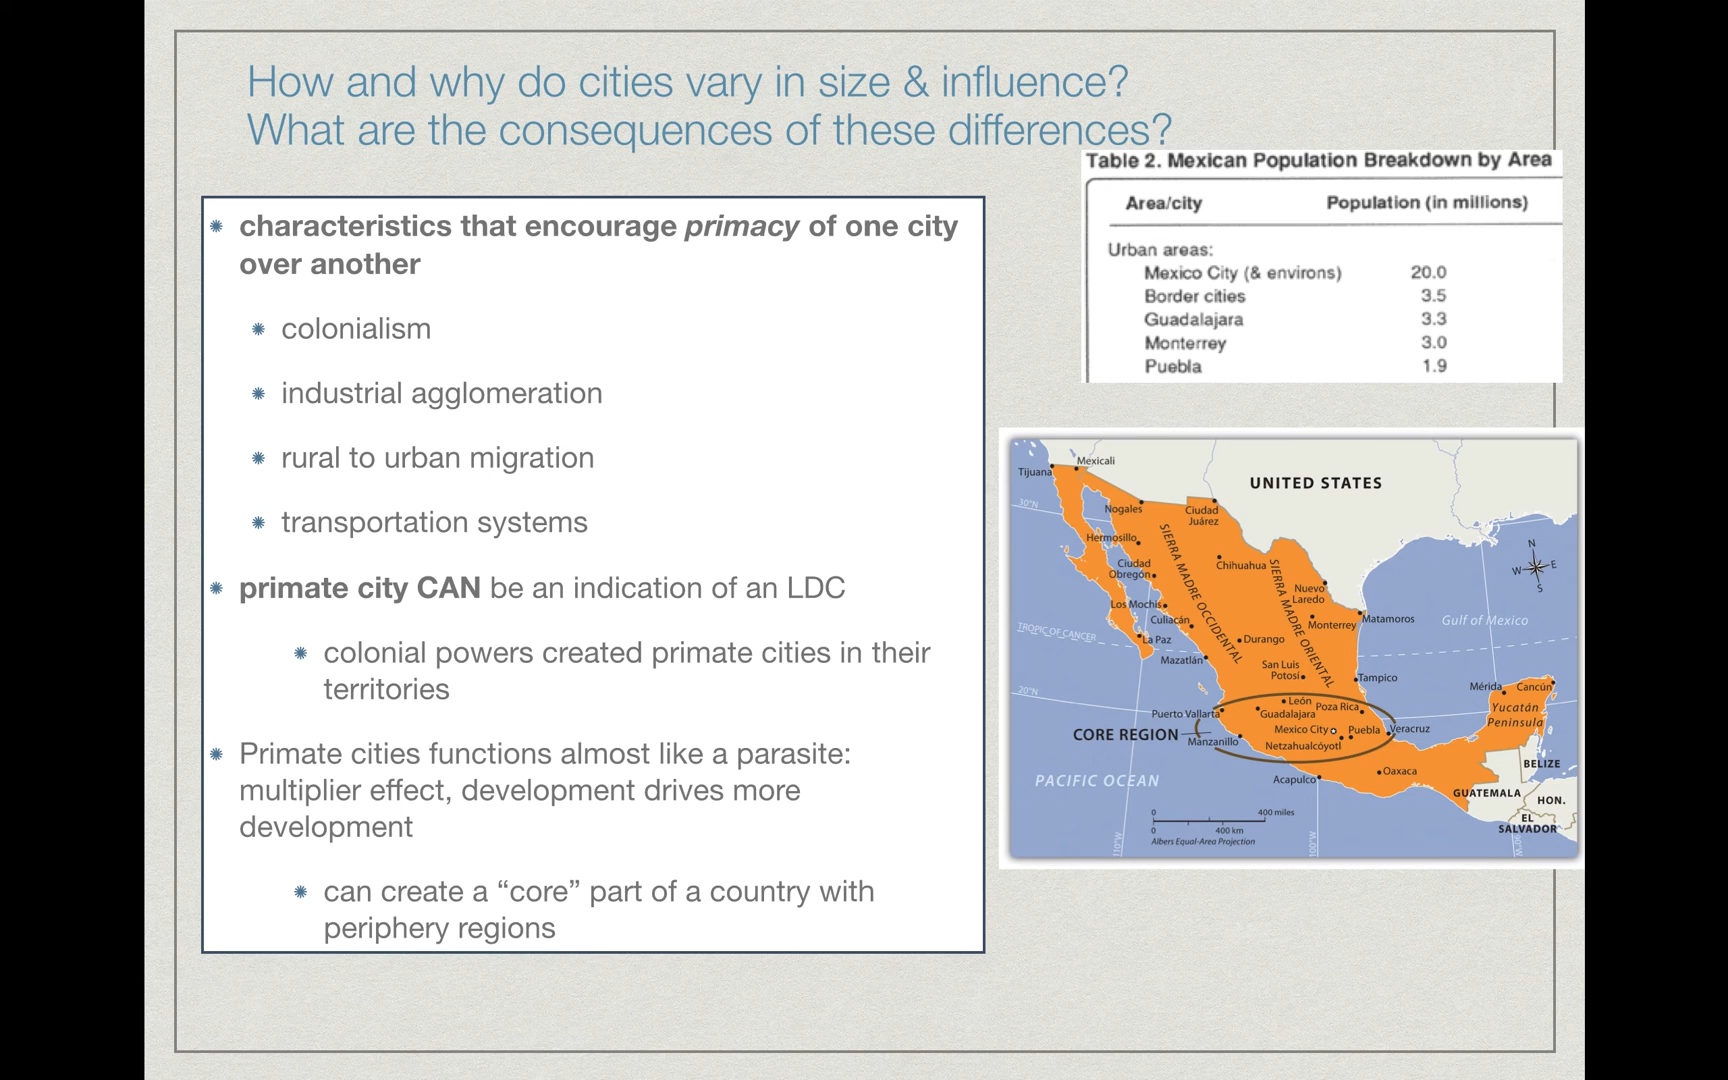 How and why do cities vary in size & influence?
What are the consequences of these differences?
characteristics that encourage primacy of one city
over another
colonialism
industrial agglomeration
rural to urban migration
transportation systems
primate city CAN be an indication of an LDC
colonial powers created primate cities in their
territories
Primate cities functions almost like a parasite:
multiplier effect, development drives more
development
can create a “core” part of a country with
periphery regions
Table 2. Mexican Population Breakdown by Area
Area/city Population (in millions)
Urban areas:
Mexico City (& environs) 20.0
Border cities 3.5
Guadalajara 3.3
Monterrey 3.0
Puebla 1.9
Tijuana
Mexicali
UNITED STATES
30°N
Nogales
Ciudad
Juárez
Hermosillo
SIERRA MADRE OCCIDENTAL
SIERRA MADRE ORIENTAL
Ciudad
Obregón
Chihuahua
N
W E
S
Nuevo
Laredo
Los Mochis
Culiacán
Monterrey
Matamoros
Gulf of Mexico
TROPIC OF CANCER
La Paz
Durango
Mazatlán
San Luis
Potosí
Tampico
20°N
Mérida
Cancún
Yucatán
Peninsula
León
Puerto Vallarta
Guadalajara
Poza Rica
CORE REGION
Manzanillo
Mexico City
Puebla
Veracruz
Netzahualcóyotl
BELIZE
PACIFIC OCEAN
Acapulco
Oaxaca
GUATEMALA
HON.
EL
SALVADOR
0 400 miles
0 400 km
Albers Equal-Area Projection
110°W
100°W
90°W